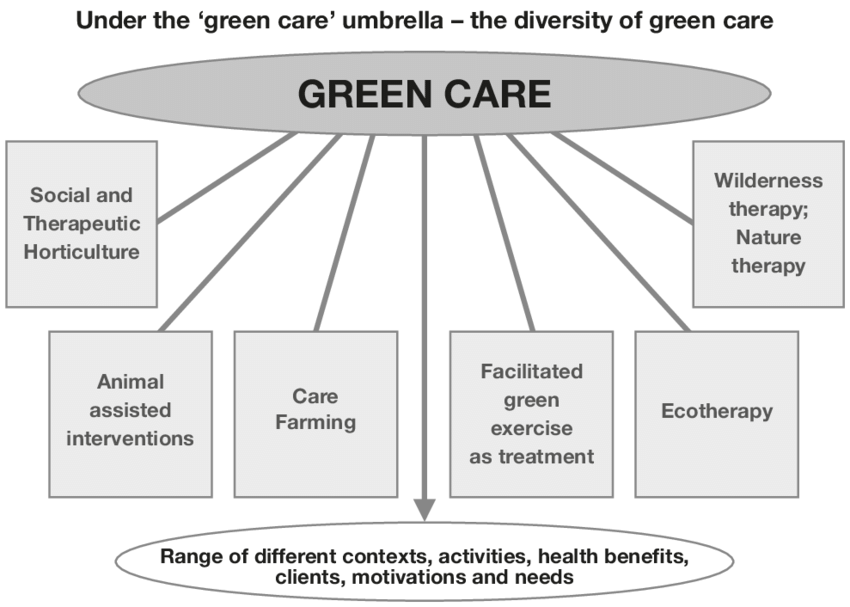 Under the ‘green care’ umbrella – the diversity of green care
GREEN CARE
Social and
Therapeutic
Horticulture
Wilderness
therapy;
Nature
therapy
Animal
assisted
interventions
Care
Farming
Facilitated
green
exercise
as treatment
Ecotherapy
Range of different contexts, activities, health benefits,
clients, motivations and needs